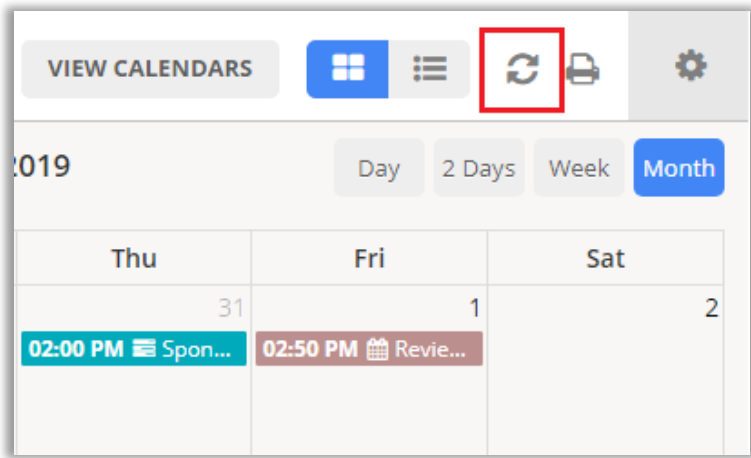 VIEW CALENDARS
2019 Day 2 Days Week Month
Thu Fri Sat
31 1 2
02:00 PM Spon... 02:50 PM Revie...